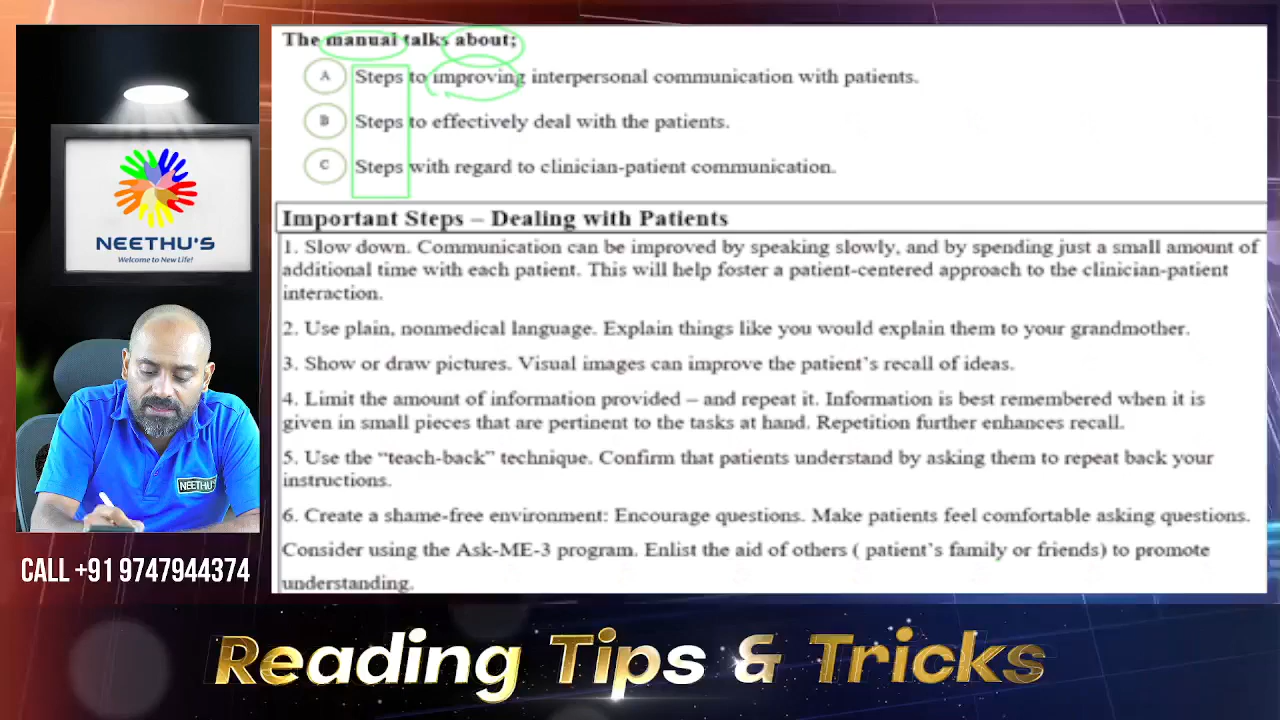 The manual talks about;
A Steps to improving interpersonal communication with patients.
B Steps to effectively deal with the patients.
C Steps with regard to clinician-patient communication.
Important Steps – Dealing with Patients
1. Slow down. Communication can be improved by speaking slowly, and by spending just a small amount of
additional time with each patient. This will help foster a patient-centered approach to the clinician-patient
interaction.
2. Use plain, nonmedical language. Explain things like you would explain them to your grandmother.
3. Show or draw pictures. Visual images can improve the patient's recall of ideas.
4. Limit the amount of information provided – and repeat it. Information is best remembered when it is
given in small pieces that are pertinent to the tasks at hand. Repetition further enhances recall.
5. Use the “teach-back” technique. Confirm that patients understand by asking them to repeat back your
instructions.
6. Create a shame-free environment: Encourage questions. Make patients feel comfortable asking questions.
Consider using the Ask-ME-3 program. Enlist the aid of others ( patient's family or friends) to promote
understanding.
NEETHU'S
Welcome to New Life!
NEETHU'S
CALL +91 9747944374
Reading Tips & Tricks